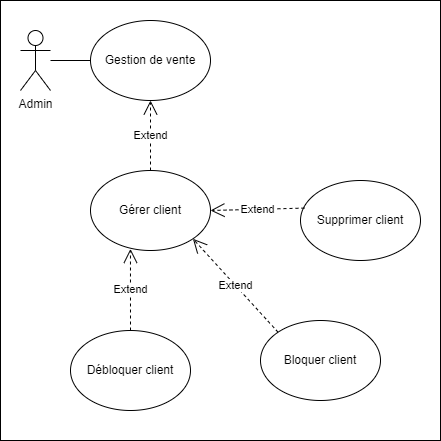 Gestion de vente
Admin
Extend
Gérer client
Extend
Supprimer client
Extend
Extend
Débloquer client
Bloquer client